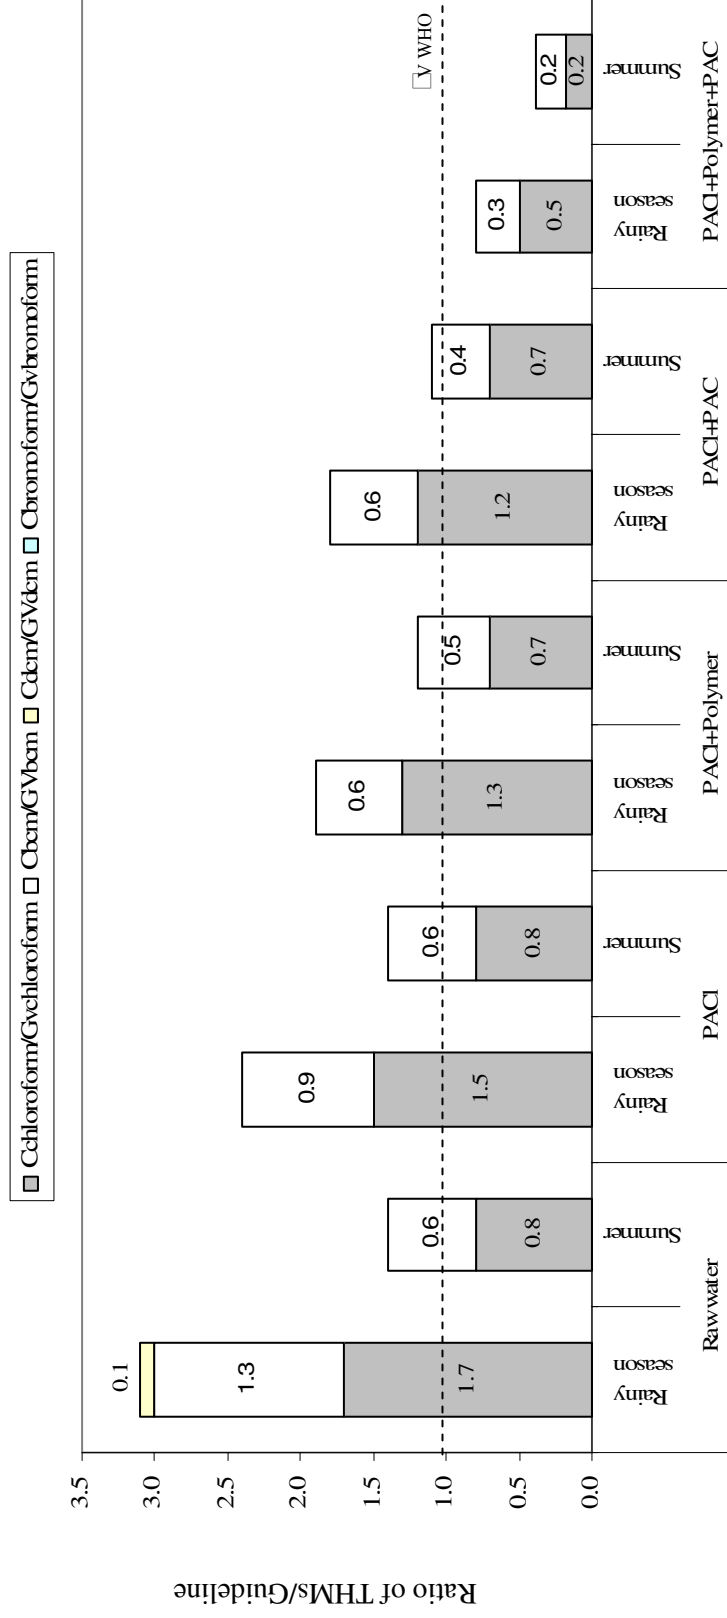 Cchloroform/Gvchloroform Cbcm/GVbcm Cdcm/GVdcm Cbromoform/Gvbromoform
Ratio of THMs/Guideline
3.5
3.0
2.5
2.0
1.5
1.0
0.5
0.0
V WHO
0.1
1.3
1.7
0.6
0.8
0.9
1.5
0.6
0.8
0.6
1.3
0.5
0.7
0.6
1.2
0.4
0.7
0.3
0.5
0.2
0.2
Rainy season
Summer
Rainy season
Summer
Rainy season
Summer
Rainy season
Summer
Rainy season
Summer
Raw water
PACl
PACl+Polymer
PACl+PAC
PACl+Polymer+PAC